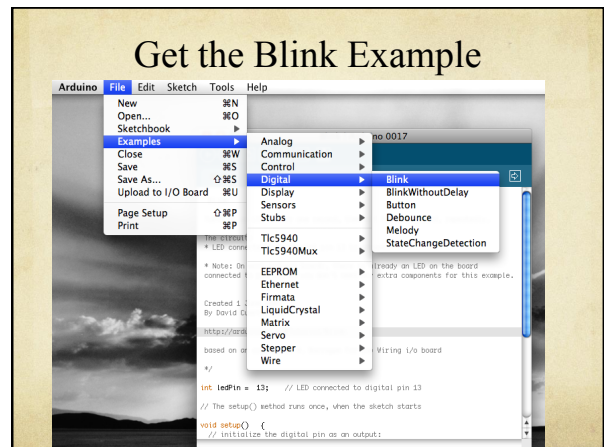 Get the Blink Example
Arduino File Edit Sketch Tools Help
New ⌘N
Open... ⌘O
Sketchbook ▶
Examples ▶
Close ⌘W
Save ⌘S
Save As... ⇧⌘S
Upload to I/O Board ⌘U
Page Setup ⇧⌘P
Print ⌘P
Analog ▶
Communication ▶
Control ▶
Digital ▶
Display ▶
Sensors ▶
Stubs ▶
Tlc5940 ▶
Tlc5940Mux ▶
EEPROM ▶
Ethernet ▶
Firmata ▶
LiquidCrystal ▶
Matrix ▶
Servo ▶
Stepper ▶
Wire ▶
Blink
BlinkWithoutDelay
Button
Debounce
Melody
StateChangeDetection
no 0017
The circuit
* LED conne
* Note: On already an LED on the board
connected extra components for this example.
Created 1
By David Cu
http://ard
based on an Wiring i/o board
*/
int ledPin = 13; // LED connected to digital pin 13
// The setup() method runs once, when the sketch starts
void setup() {
// initialize the digital pin as an output: